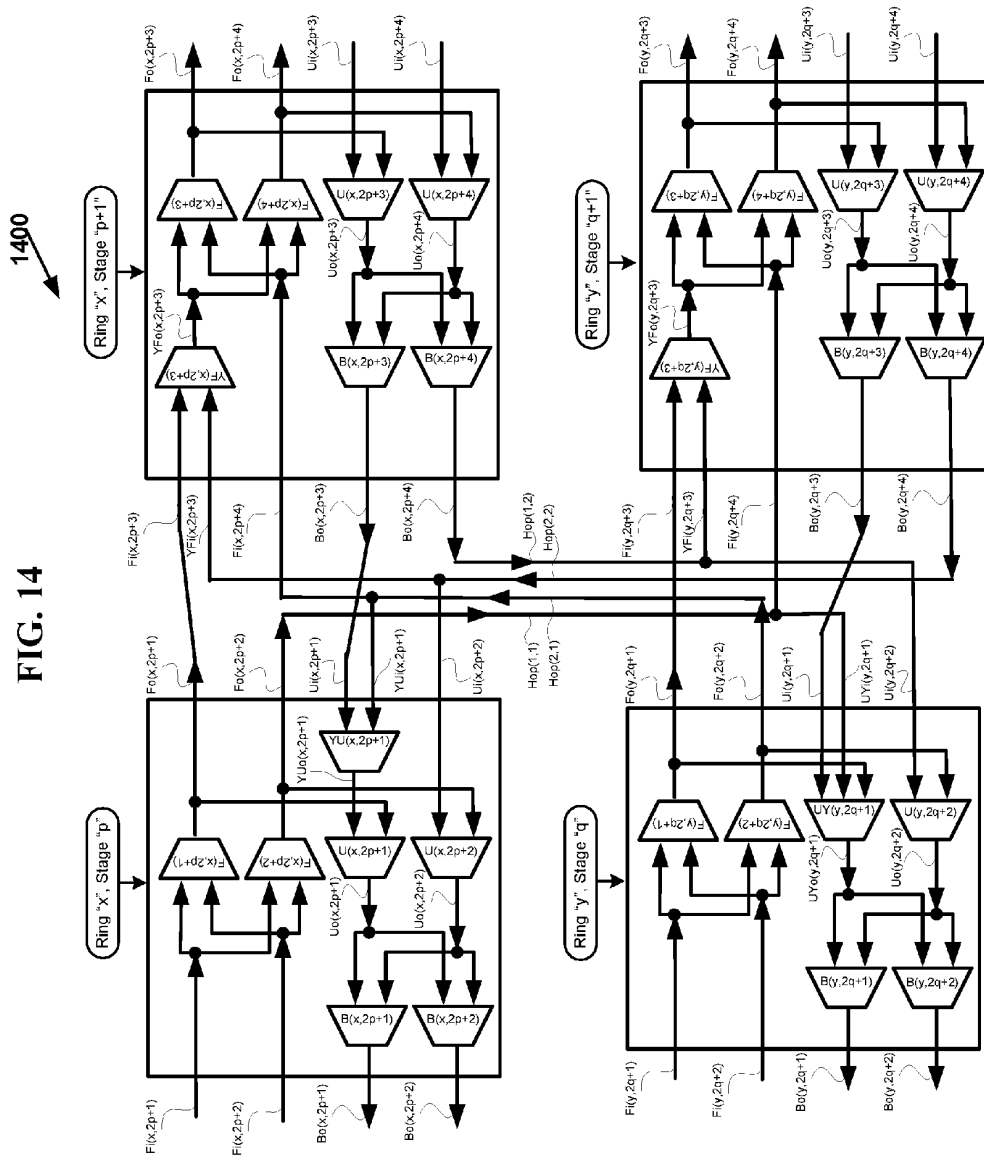 FIG. 14
1400
Ring "x", Stage "p"
Fi(x,2p+1)
Fi(x,2p+2)
Bo(x,2p+1)
Bo(x,2p+2)
F(x,2p+1)
F(x,2p+2)
YU(x,2p+1)
YUo(x,2p+1)
U(x,2p+1)
U(x,2p+2)
Uo(x,2p+1)
Uo(x,2p+2)
B(x,2p+1)
B(x,2p+2)
Fo(x,2p+1)
Fo(x,2p+2)
Ui(x,2p+1)
YUi(x,2p+1)
Ui(x,2p+2)
Ring "x", Stage "p+1"
Fi(x,2p+3)
YFi(x,2p+3)
Fi(x,2p+4)
Bo(x,2p+3)
Bo(x,2p+4)
YF(x,2p+3)
YFo(x,2p+3)
F(x,2p+3)
F(x,2p+4)
U(x,2p+3)
U(x,2p+4)
Uo(x,2p+3)
Uo(x,2p+4)
B(x,2p+3)
B(x,2p+4)
Fo(x,2p+3)
Fo(x,2p+4)
Ui(x,2p+3)
Ui(x,2p+4)
Hop(1,1)
Hop(2,1)
Hop(1,2)
Hop(2,2)
Ring "y", Stage "q"
Fi(y,2q+1)
Fi(y,2q+2)
Bo(y,2q+1)
Bo(y,2q+2)
F(y,2q+1)
F(y,2q+2)
UY(y,2q+1)
U(y,2q+2)
UYo(y,2q+1)
Uo(y,2q+2)
B(y,2q+1)
B(y,2q+2)
Fo(y,2q+1)
Fo(y,2q+2)
Ui(y,2q+1)
UYi(y,2q+1)
Ui(y,2q+2)
Ring "y", Stage "q+1"
Fi(y,2q+3)
YFi(y,2q+3)
Fi(y,2q+4)
Bo(y,2q+3)
Bo(y,2q+4)
YF(y,2q+3)
YFo(y,2q+3)
F(y,2q+3)
F(y,2q+4)
U(y,2q+3)
U(y,2q+4)
Uo(y,2q+3)
Uo(y,2q+4)
B(y,2q+3)
B(y,2q+4)
Fo(y,2q+3)
Fo(y,2q+4)
Ui(y,2q+3)
Ui(y,2q+4)